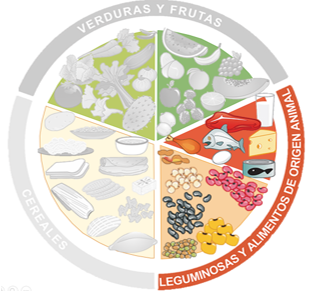 VERDURAS Y FRUTAS
CEREALES
LEGUMINOSAS Y ALIMENTOS DE ORIGEN ANIMAL